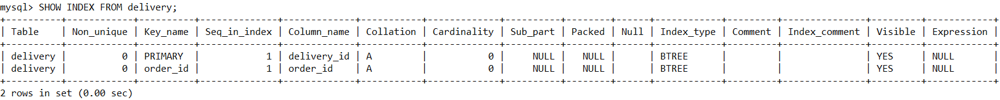 mysql> SHOW INDEX FROM delivery;
+----------+------------+----------+--------------+-------------+-----------+-------------+----------+--------+------+------------+---------+---------------+---------+------------+
| Table    | Non_unique | Key_name | Seq_in_index | Column_name | Collation | Cardinality | Sub_part | Packed | Null | Index_type | Comment | Index_comment | Visible | Expression |
+----------+------------+----------+--------------+-------------+-----------+-------------+----------+--------+------+------------+---------+---------------+---------+------------+
| delivery |          0 | PRIMARY  |            1 | delivery_id | A         |           0 |     NULL |   NULL |      | BTREE      |         |               | YES     | NULL       |
| delivery |          0 | order_id |            1 | order_id    | A         |           0 |     NULL |   NULL |      | BTREE      |         |               | YES     | NULL       |
+----------+------------+----------+--------------+-------------+-----------+-------------+----------+--------+------+------------+---------+---------------+---------+------------+
2 rows in set (0.00 sec)